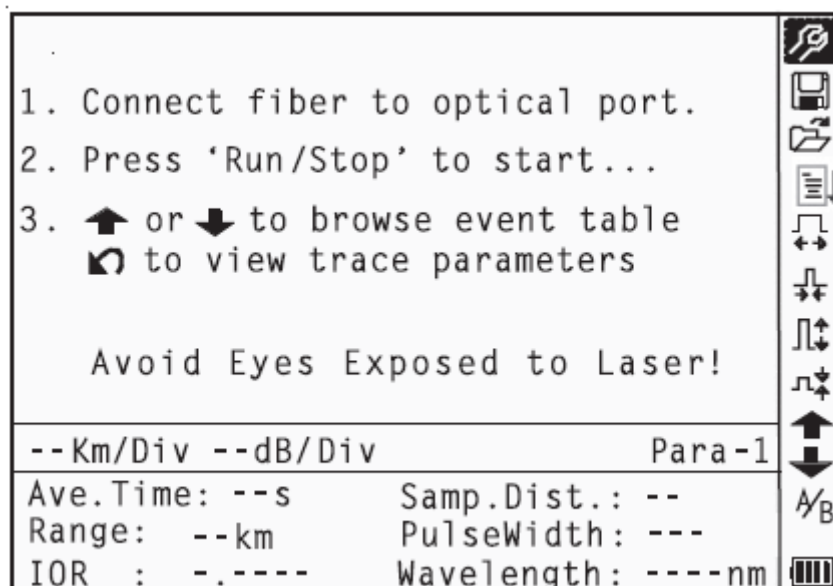 1. Connect fiber to optical port.
2. Press ‘Run/Stop’ to start...
3. ↑ or ↓ to browse event table
↶ to view trace parameters
Avoid Eyes Exposed to Laser!
--Km/Div --dB/Div Para-1
Ave.Time: --s Samp.Dist.: --
Range: --km PulseWidth: ---
IOR : -.---- Wavelength: ----nm
A/B